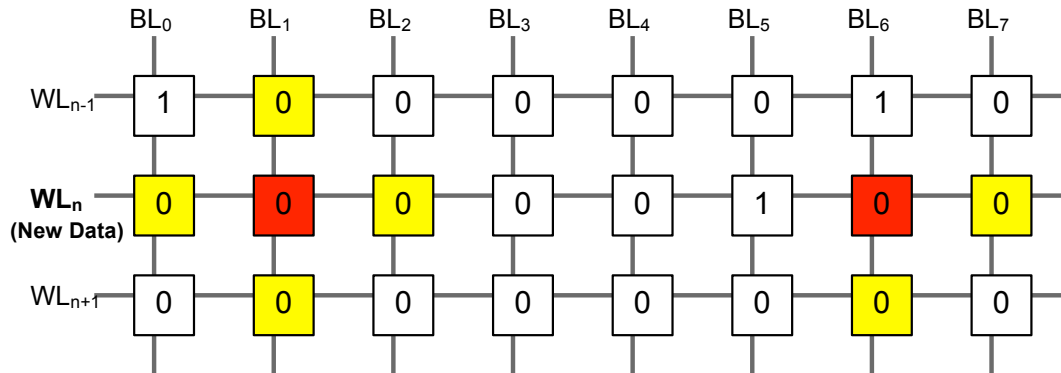 BL₀ BL₁ BL₂ BL₃ BL₄ BL₅ BL₆ BL₇
WLₙ₋₁ 1 0 0 0 0 0 1 0
WLₙ 0 0 0 0 0 1 0 0
(New Data)
WLₙ₊₁ 0 0 0 0 0 0 0 0